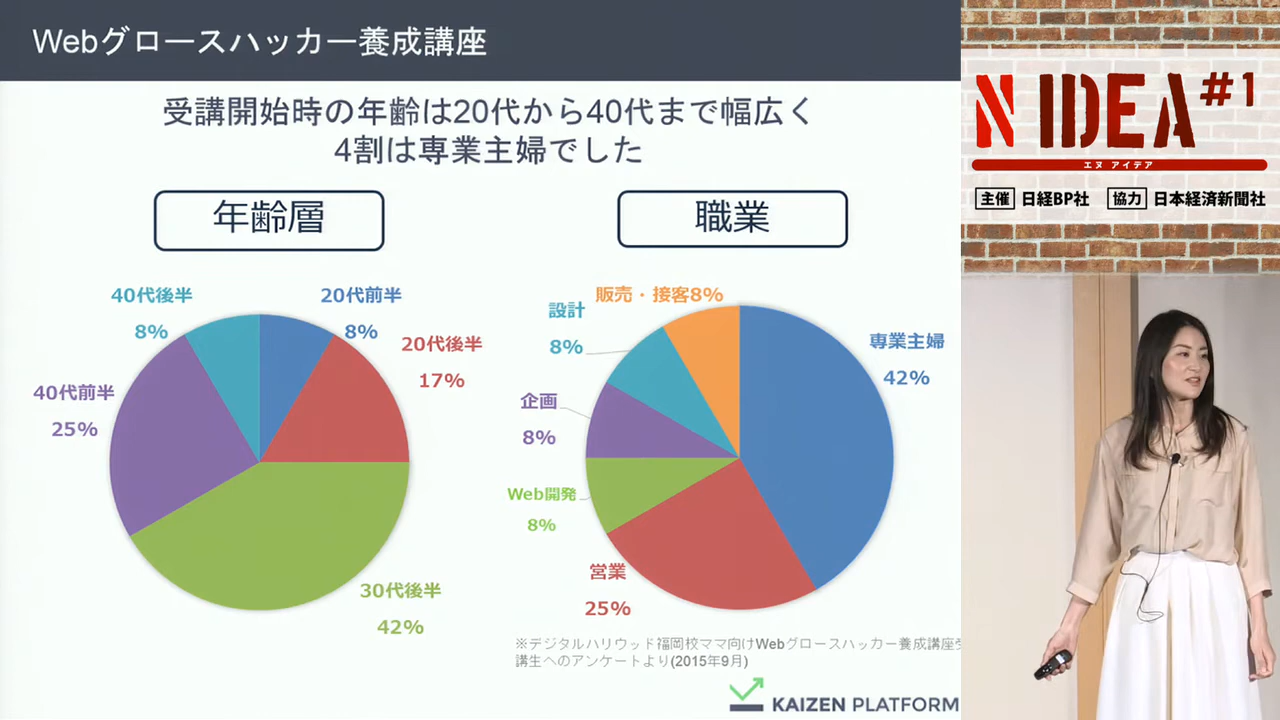 Webグロースハッカー養成講座
受講開始時の年齢は20代から40代まで幅広く
4割は専業主婦でした
年齢層
40代後半
8%
20代前半
8%
20代後半
17%
40代前半
25%
30代後半
42%
職業
販売・接客8%
設計
8%
専業主婦
42%
企画
8%
Web開発
8%
営業
25%
※デジタルハリウッド福岡校ママ向けWebグロースハッカー養成講座受
講生へのアンケートより(2015年9月)
KAIZEN PLATFORM
N IDEA #1
エヌ アイデア
主催 日経BP社 協力 日本経済新聞社